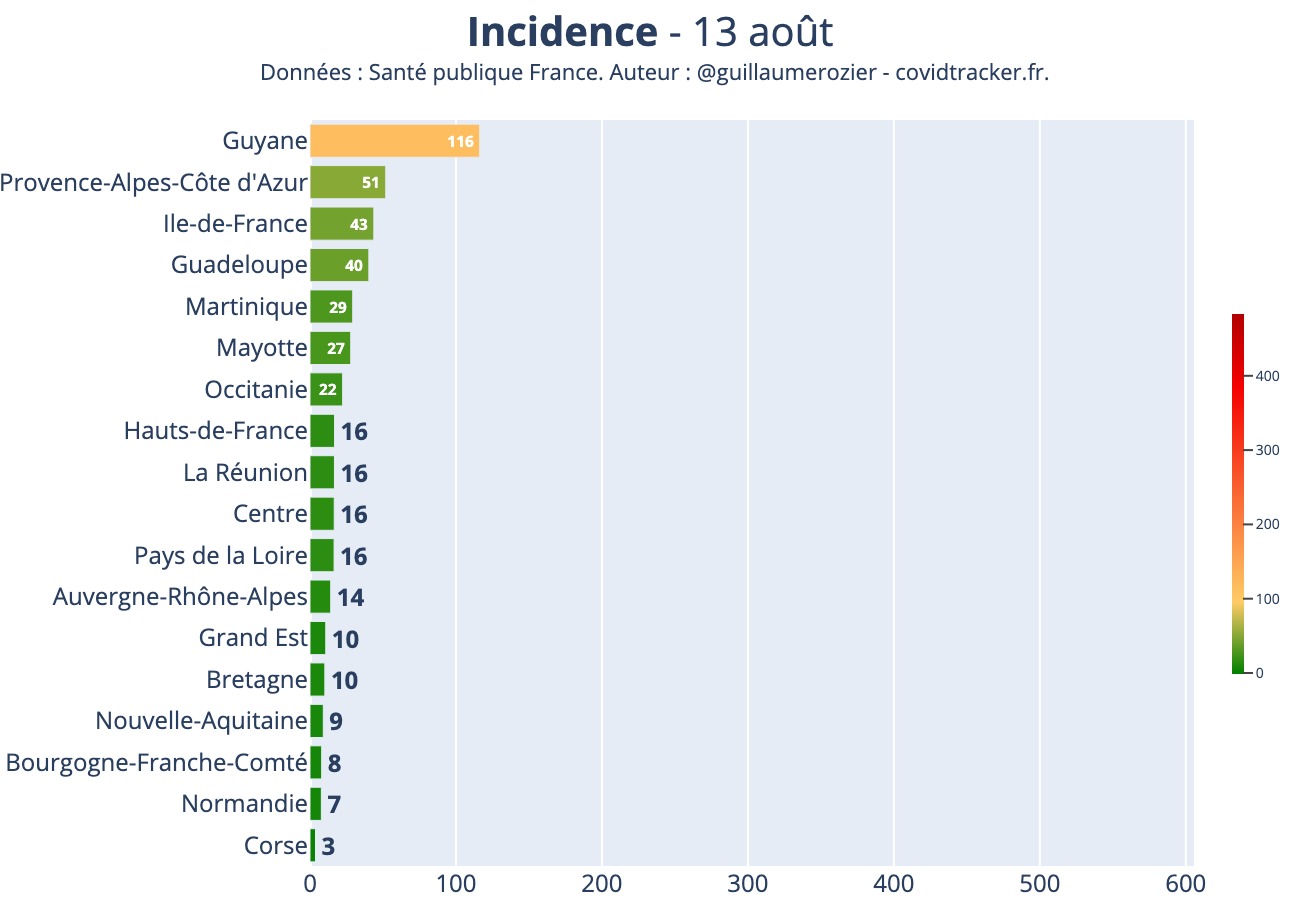 Incidence - 13 août
Données : Santé publique France. Auteur : @guillaumerozier - covidtracker.fr.
Guyane 116
Provence-Alpes-Côte d'Azur 51
Ile-de-France 43
Guadeloupe 40
Martinique 29
Mayotte 27
Occitanie 22
Hauts-de-France 16
La Réunion 16
Centre 16
Pays de la Loire 16
Auvergne-Rhône-Alpes 14
Grand Est 10
Bretagne 10
Nouvelle-Aquitaine 9
Bourgogne-Franche-Comté 8
Normandie 7
Corse 3
0 100 200 300 400 500 600
400
300
200
100
0